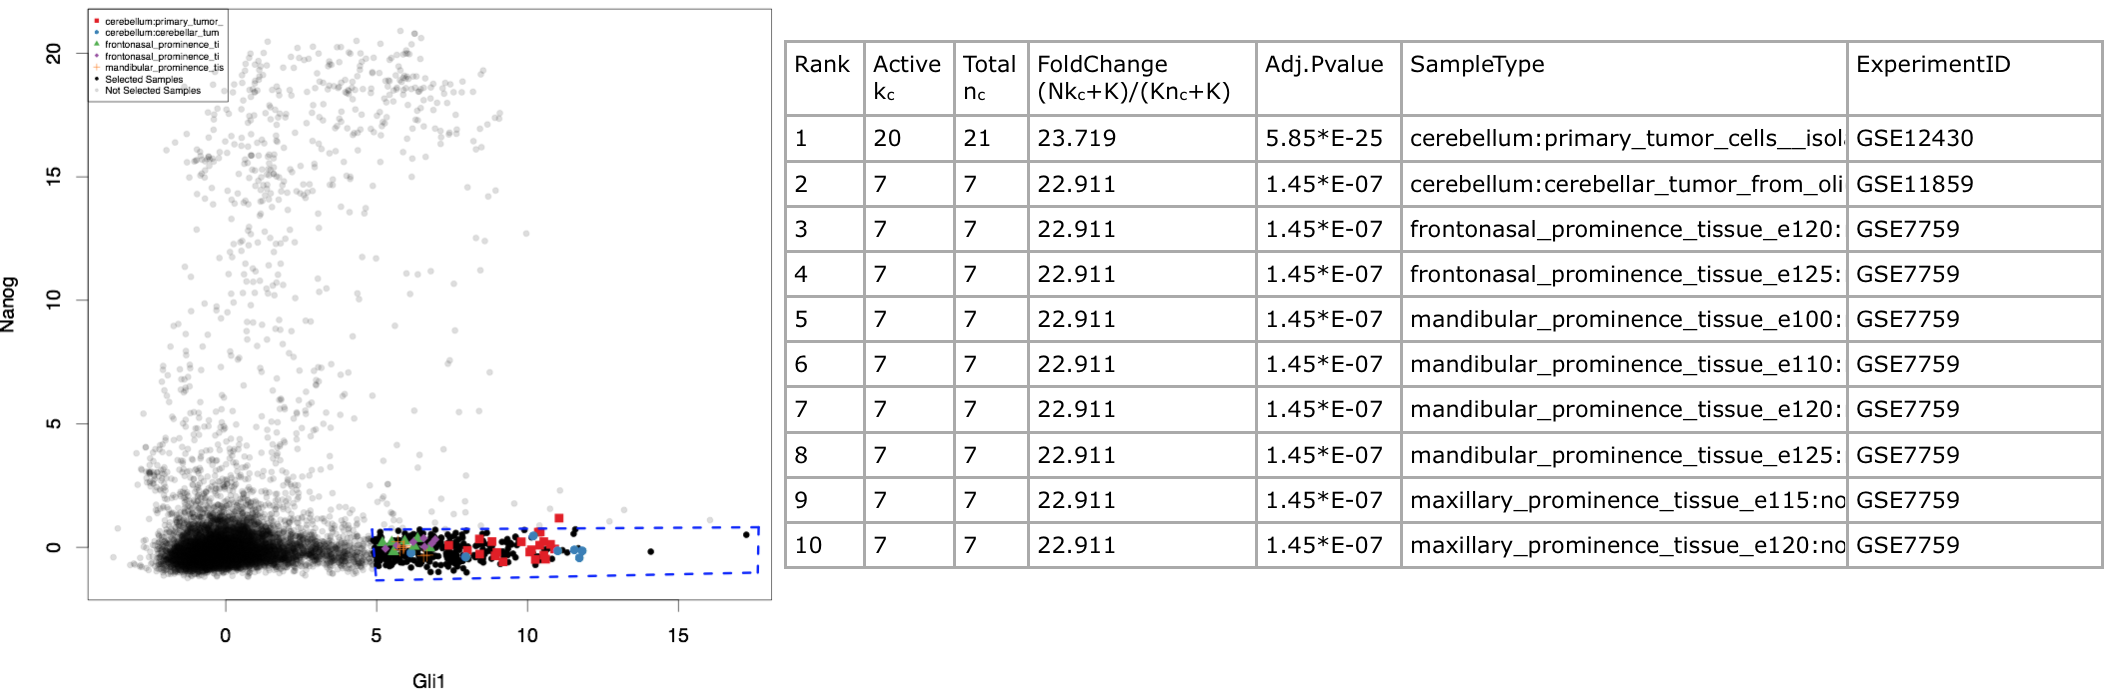 cerebellum:primary_tumor_
cerebellum:cerebellar_tum
frontonasal_prominence_ti
frontonasal_prominence_ti
mandibular_prominence_tis
Selected Samples
Not Selected Samples
20
15
10
5
0
Nanog
0 5 10 15
Gli1
Rank Active kc Total nc FoldChange (Nkc+K)/(Knc+K) Adj.Pvalue SampleType ExperimentID
1 20 21 23.719 5.85*E-25 cerebellum:primary_tumor_cells__isol GSE12430
2 7 7 22.911 1.45*E-07 cerebellum:cerebellar_tumor_from_oli GSE11859
3 7 7 22.911 1.45*E-07 frontonasal_prominence_tissue_e120: GSE7759
4 7 7 22.911 1.45*E-07 frontonasal_prominence_tissue_e125: GSE7759
5 7 7 22.911 1.45*E-07 mandibular_prominence_tissue_e100: GSE7759
6 7 7 22.911 1.45*E-07 mandibular_prominence_tissue_e110: GSE7759
7 7 7 22.911 1.45*E-07 mandibular_prominence_tissue_e120: GSE7759
8 7 7 22.911 1.45*E-07 mandibular_prominence_tissue_e125: GSE7759
9 7 7 22.911 1.45*E-07 maxillary_prominence_tissue_e115:no GSE7759
10 7 7 22.911 1.45*E-07 maxillary_prominence_tissue_e120:no GSE7759